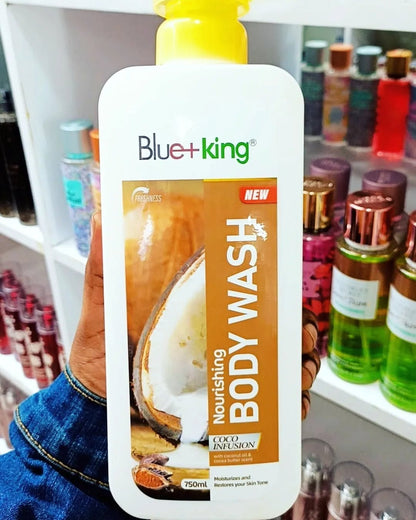 Blue+king®
FRESHNESS
NEW
Nourishing
BODY WASH
COCO
INFUSION
with coconut oil &
cocoa butter scent
Moisturizes and
Restores your Skin Tone
750mL